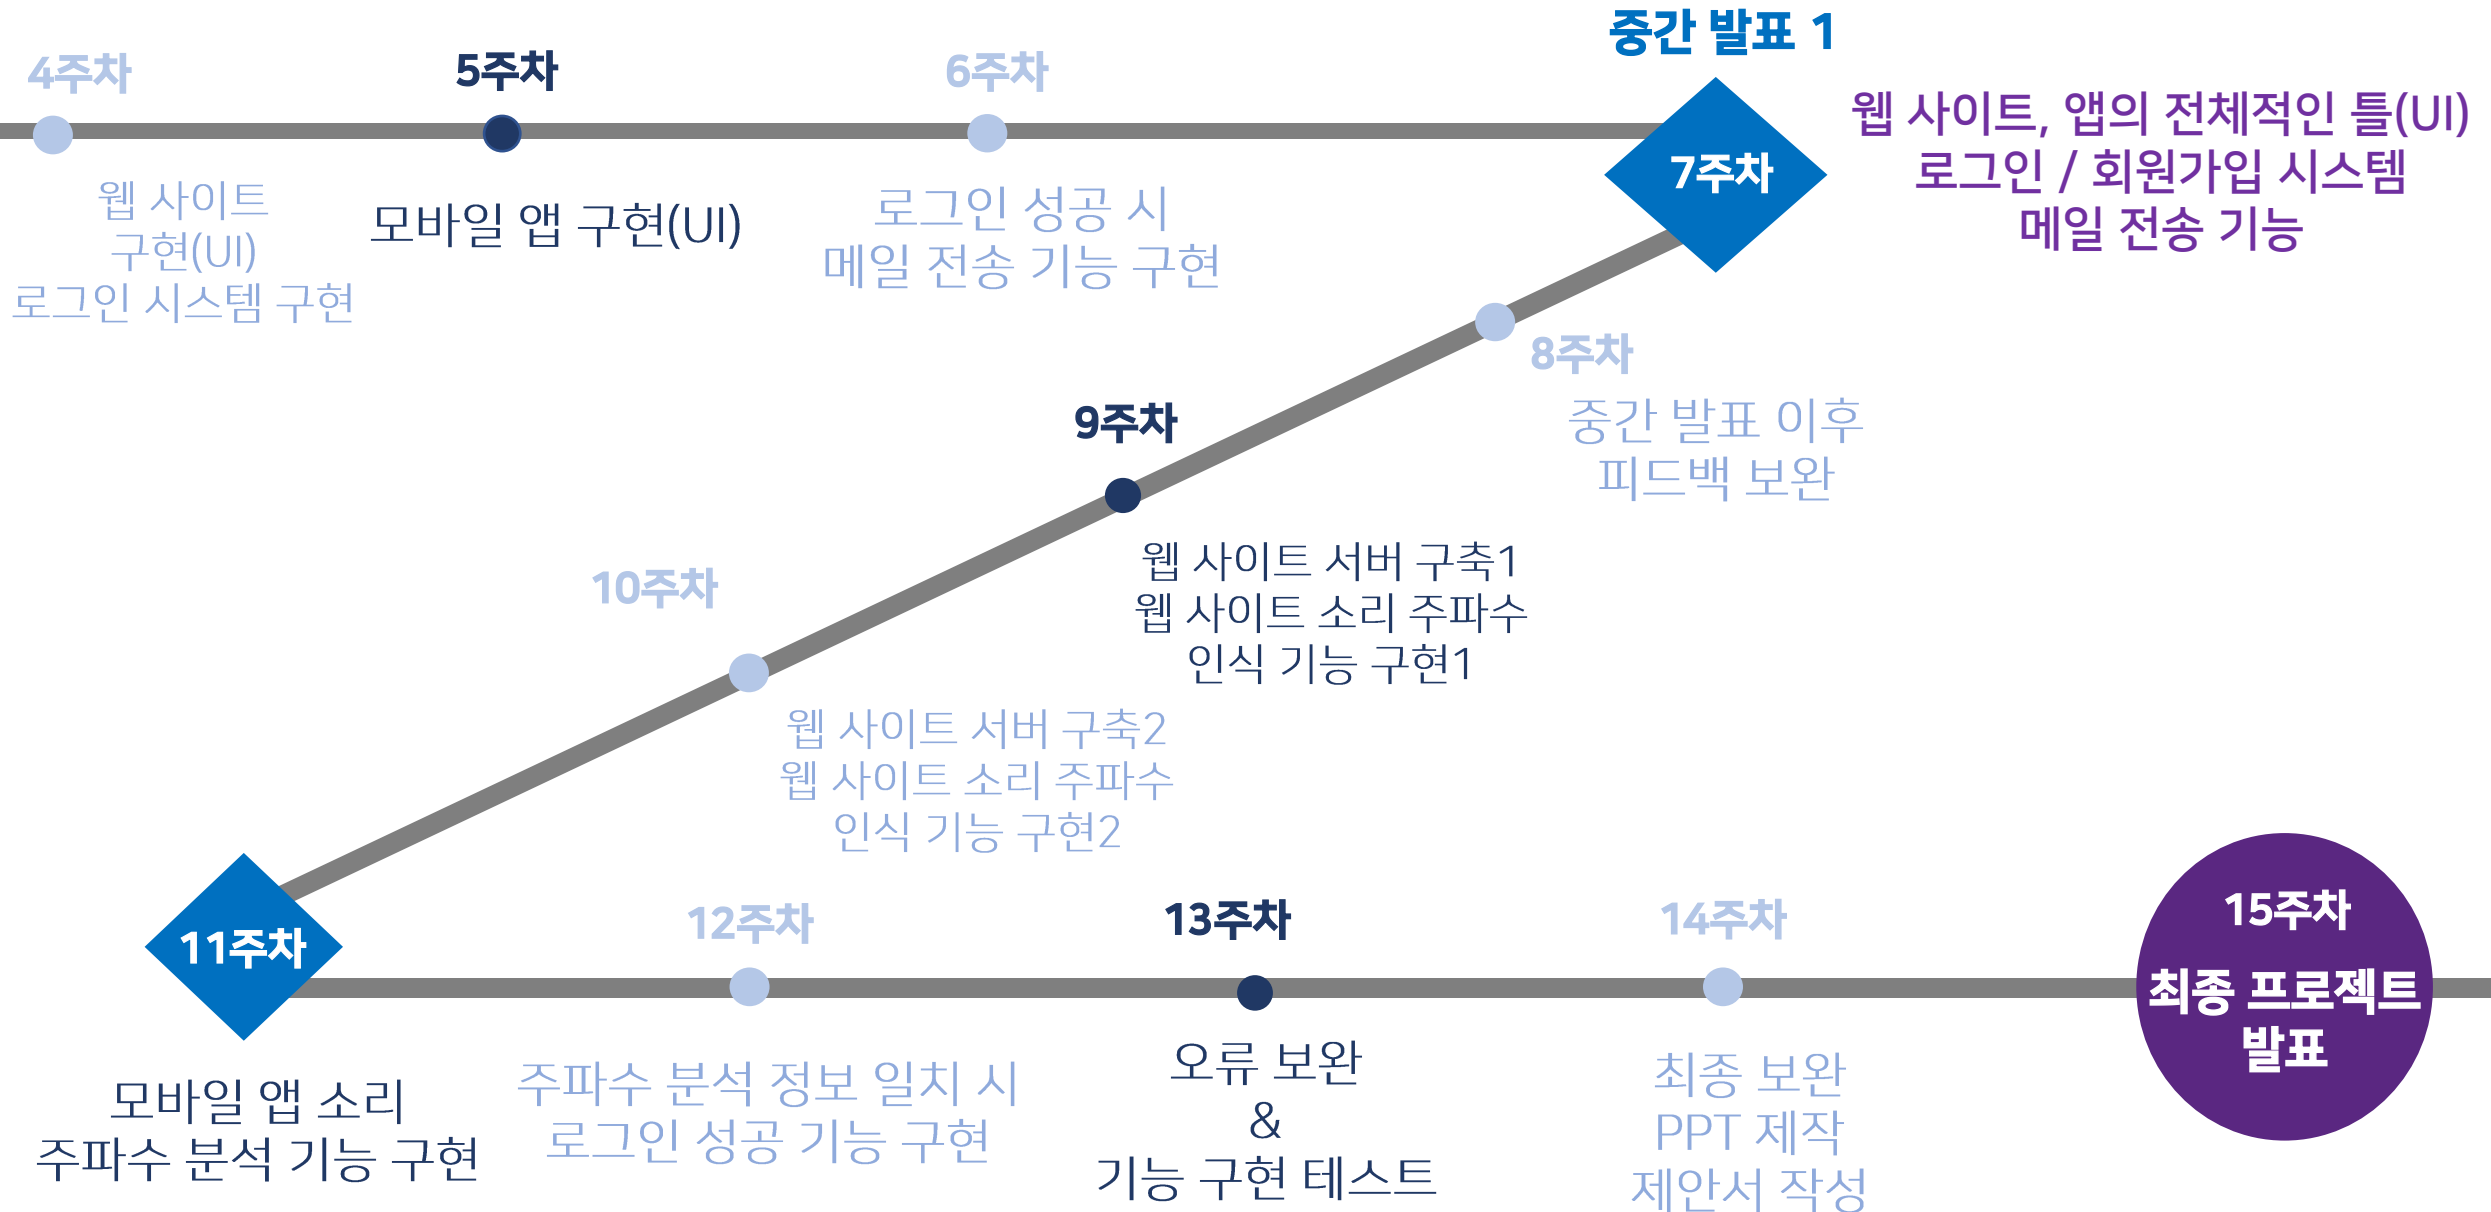 4주차
웹 사이트
구현(UI)
로그인 시스템 구현
5주차
모바일 앱 구현(UI)
6주차
로그인 성공 시
메일 전송 기능 구현
중간 발표 1
7주차
웹 사이트, 앱의 전체적인 틀(UI)
로그인 / 회원가입 시스템
메일 전송 기능
8주차
중간 발표 이후
피드백 보완
9주차
웹 사이트 서버 구축1
웹 사이트 소리 주파수
인식 기능 구현1
10주차
웹 사이트 서버 구축2
웹 사이트 소리 주파수
인식 기능 구현2
11주차
모바일 앱 소리
주파수 분석 기능 구현
12주차
주파수 분석 정보 일치 시
로그인 성공 기능 구현
13주차
오류 보완
&
기능 구현 테스트
14주차
최종 보완
PPT 제작
제안서 작성
15주차
최종 프로젝트
발표